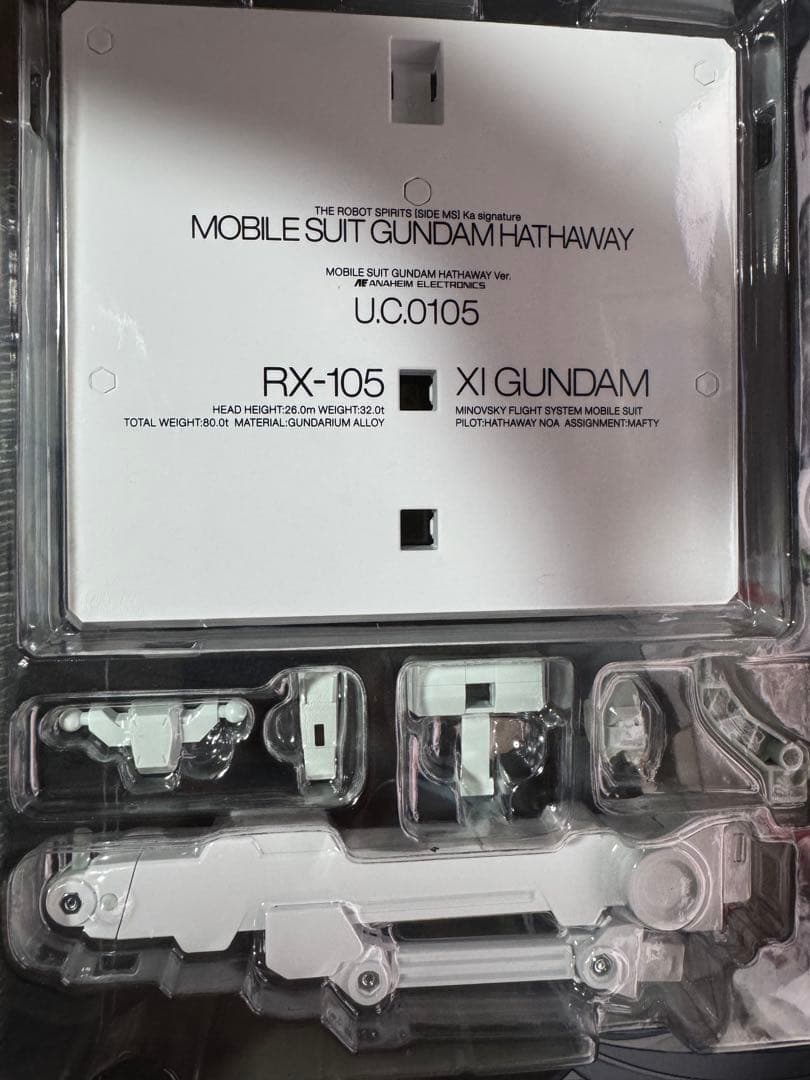 THE ROBOT SPIRITS [SIDE MS] Ka signature
MOBILE SUIT GUNDAM HATHAWAY
MOBILE SUIT GUNDAM HATHAWAY Ver.
AE ANAHEIM ELECTRONICS
U.C.0105
RX-105
XI GUNDAM
HEAD HEIGHT:26.0m WEIGHT:32.0t
TOTAL WEIGHT:80.0t MATERIAL:GUNDARIUM ALLOY
MINOVSKY FLIGHT SYSTEM MOBILE SUIT
PILOT:HATHAWAY NOA ASSIGNMENT:MAFTY